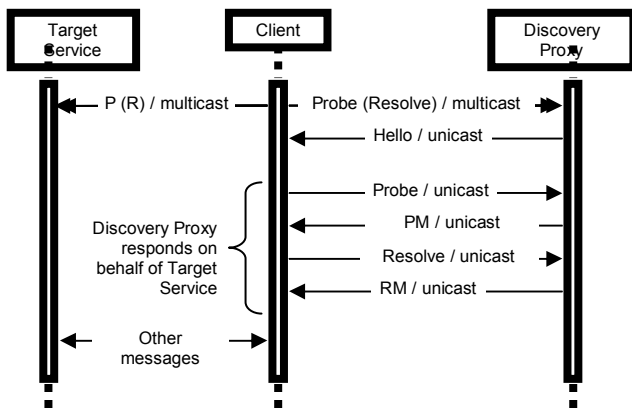 Target
Service
Client
Discovery
Proxy
P (R) / multicast
Probe (Resolve) / multicast
Hello / unicast
Probe / unicast
PM / unicast
Discovery Proxy
responds on
behalf of Target
Service
Resolve / unicast
RM / unicast
Other
messages